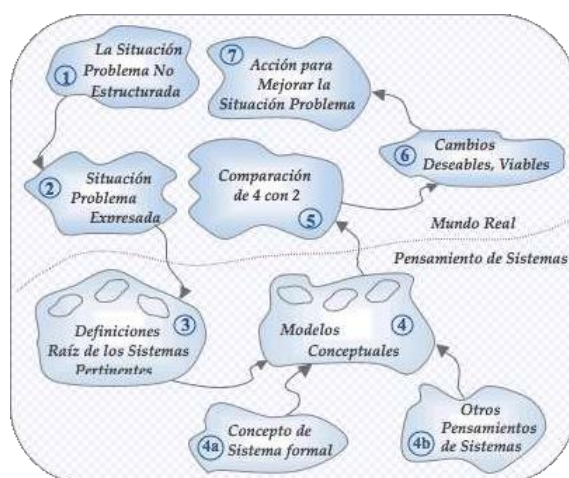 La Situación
1 Problema No
Estructurada
2 Situación
Problema
Expresada
3
Definiciones
Raíz de los Sistemas
Pertinentes
4
Modelos
Conceptuales
4a Concepto de
Sistema formal
4b Otros
Pensamientos
de Sistemas
Comparación
de 4 con 2
5
6 Cambios
Deseables, Viables
7 Acción para
Mejorar la
Situación Problema
Mundo Real
Pensamiento de Sistemas